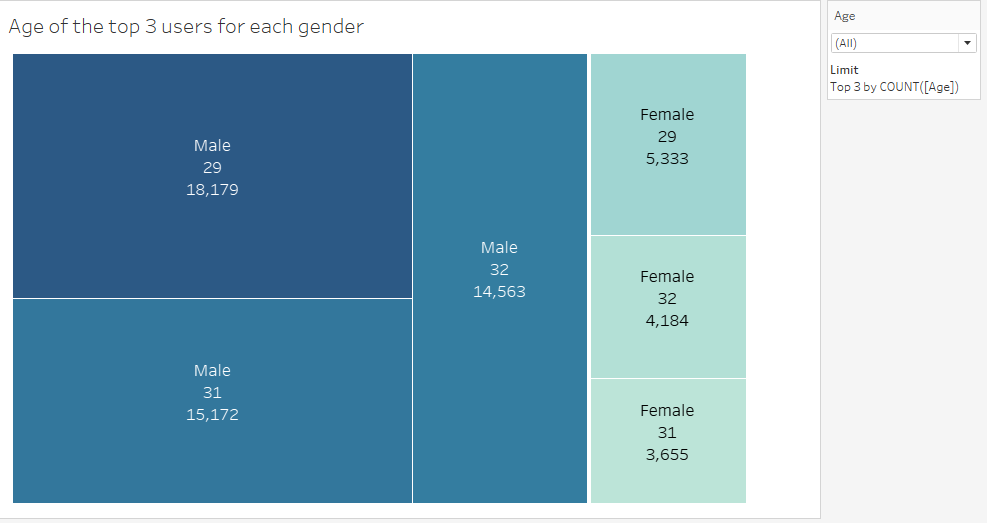 Age of the top 3 users for each gender
Male
29
18,179
Male
31
15,172
Male
32
14,563
Female
29
5,333
Female
32
4,184
Female
31
3,655
Age
(All)
Limit
Top 3 by COUNT([Age])